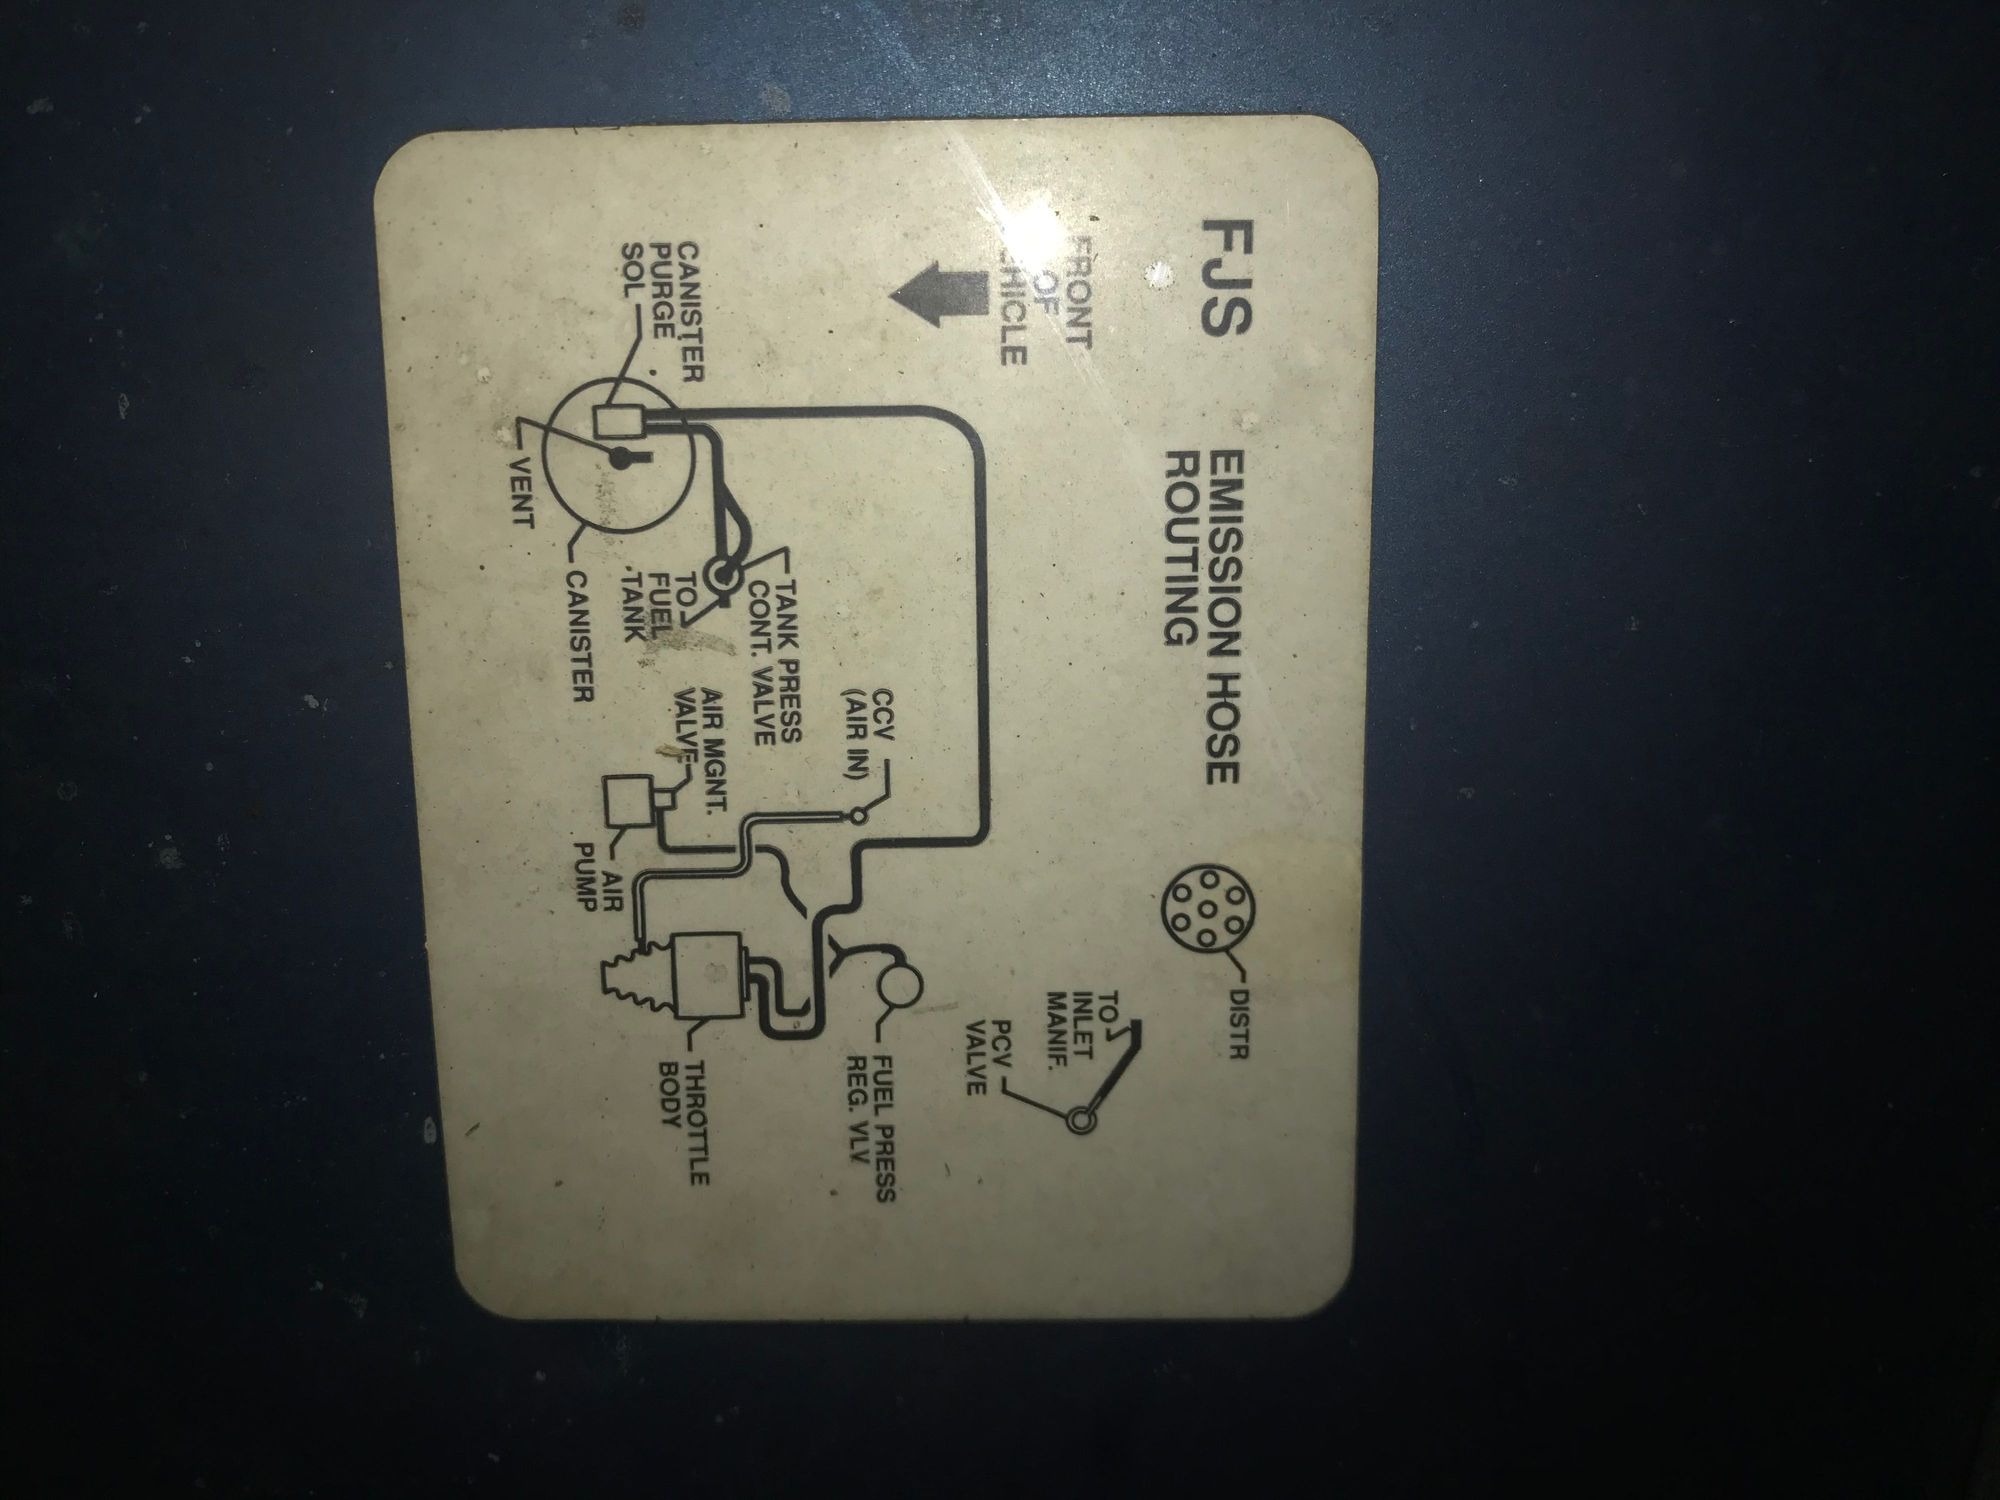 FJS
EMISSION HOSE
ROUTING
DISTR
FRONT
OF
VEHICLE
TO
INLET
MANIF.
PCV
VALVE
CCV
(AIR IN)
FUEL PRESS
REG. VLV
TANK PRESS
CONT. VALVE
CANISTER
PURGE
SOL
TO
FUEL
TANK
AIR MGNT.
VALVE
THROTTLE
BODY
AIR
PUMP
CANISTER
VENT